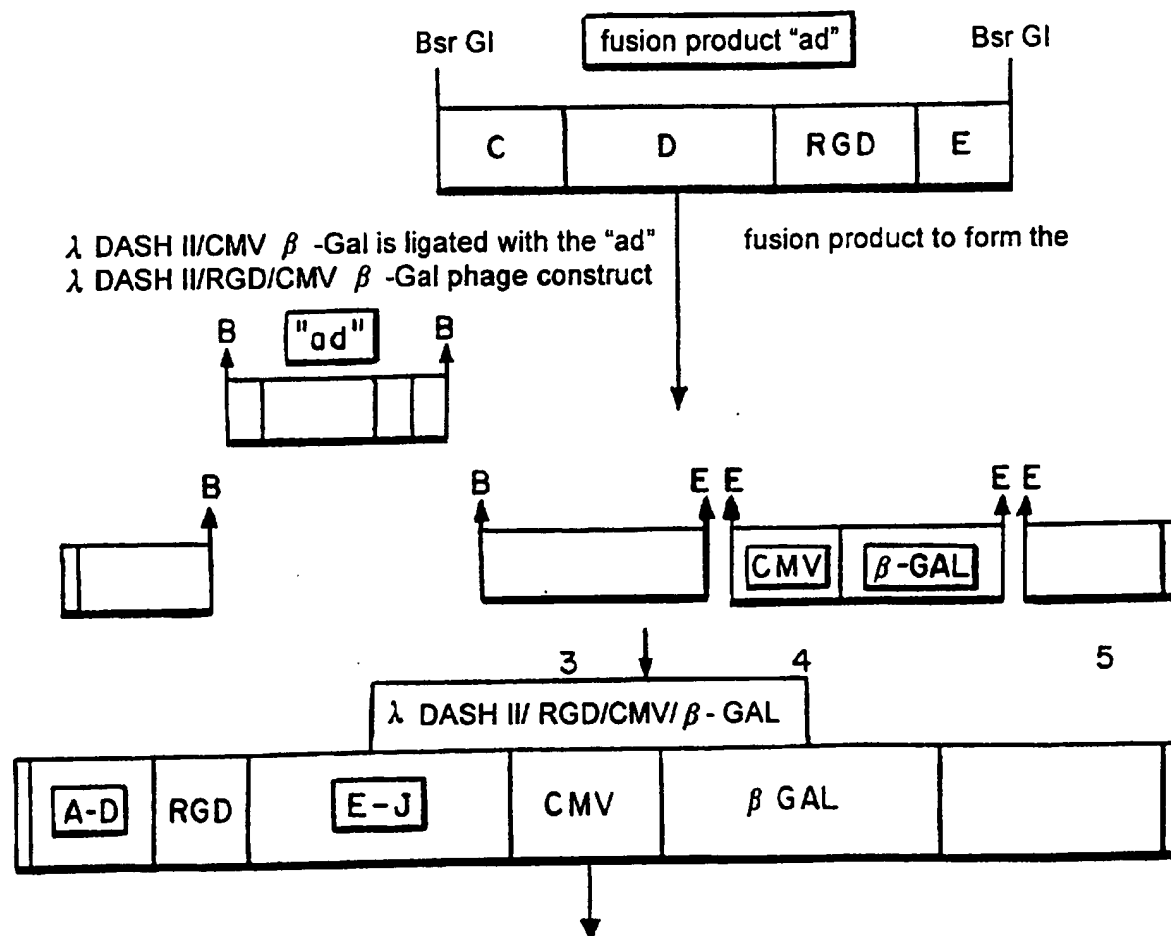 Bsr GI fusion product "ad" Bsr GI
C D RGD E
λ DASH II/CMV β -Gal is ligated with the "ad" fusion product to form the
λ DASH II/RGD/CMV β -Gal phage construct
B "ad" B
B B E E E E
CMV β-GAL
3 4 5
λ DASH II/ RGD/CMV/ β - GAL
A-D RGD E-J CMV β GAL